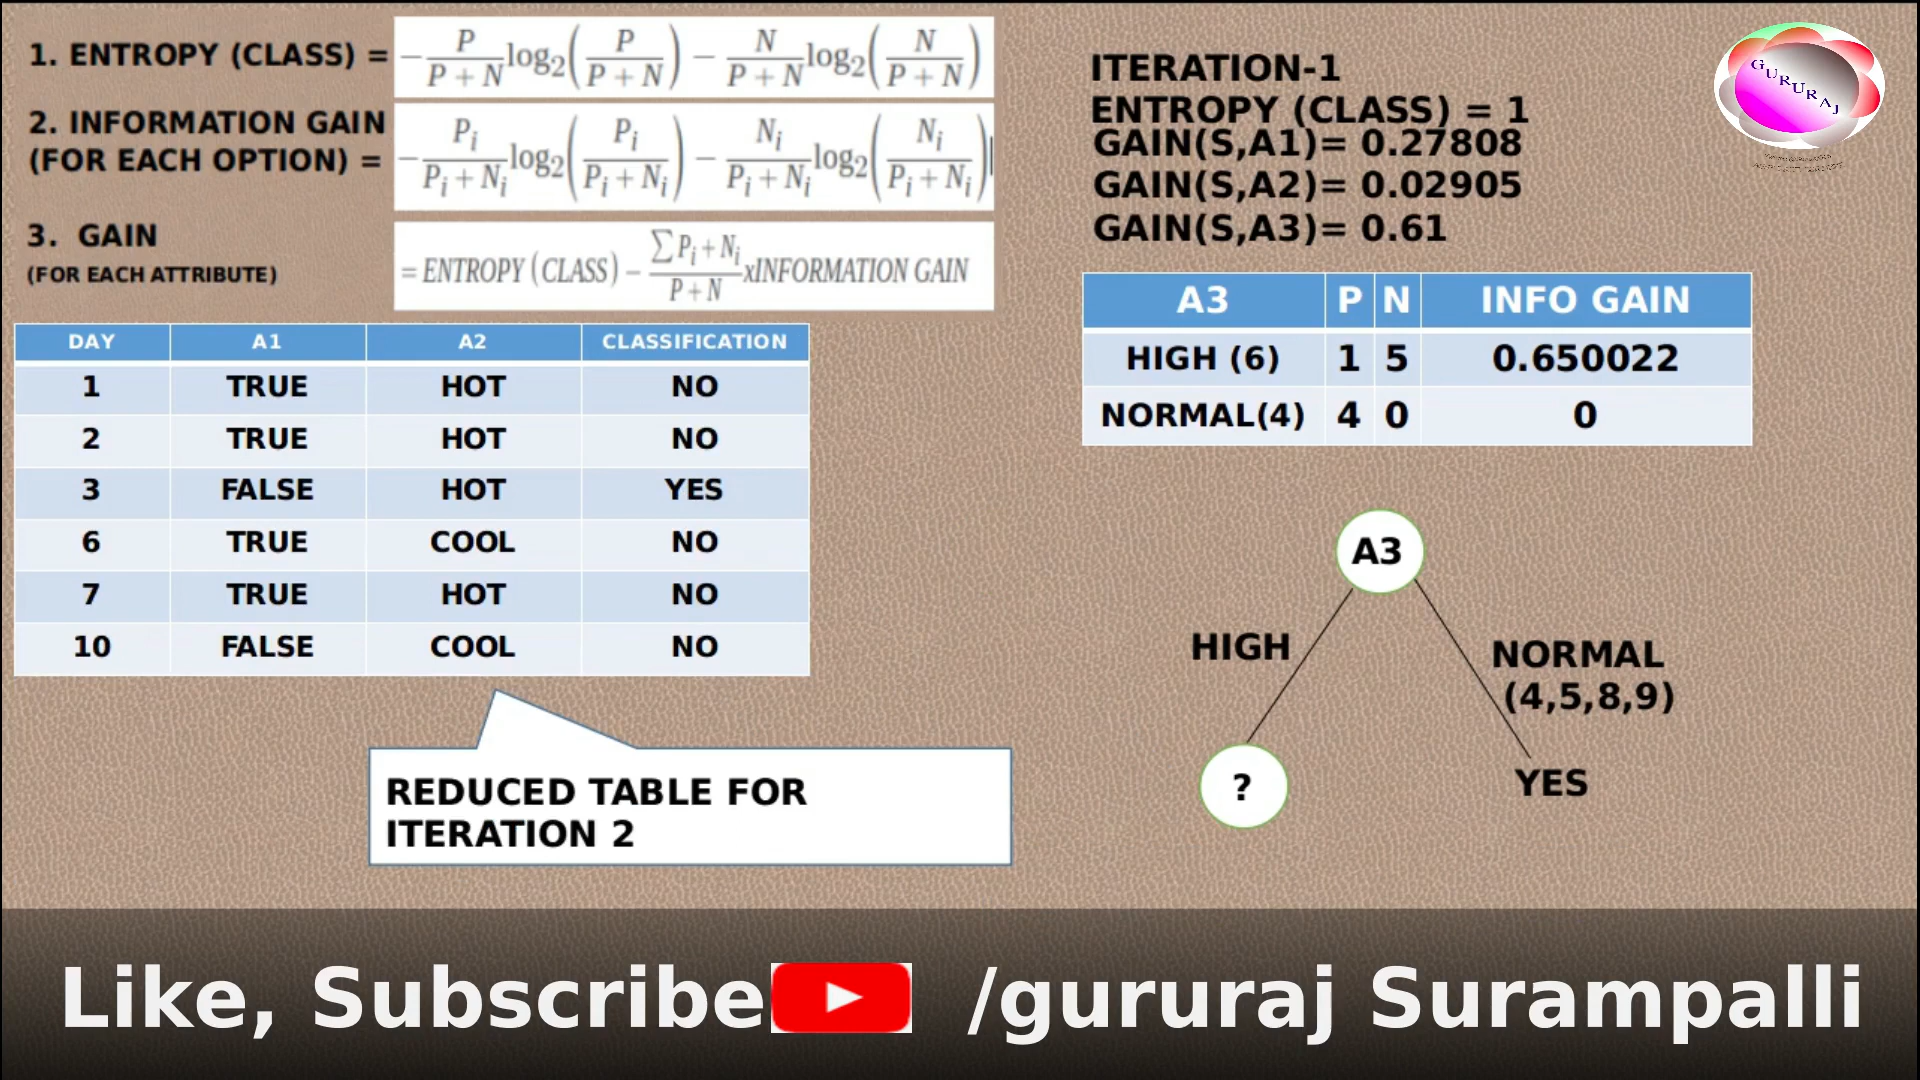 1. ENTROPY (CLASS) = −P/(P+N) log₂(P/(P+N)) − N/(P+N) log₂(N/(P+N))
2. INFORMATION GAIN
(FOR EACH OPTION) = −Pᵢ/(Pᵢ+Nᵢ) log₂(Pᵢ/(Pᵢ+Nᵢ)) − Nᵢ/(Pᵢ+Nᵢ) log₂(Nᵢ/(Pᵢ+Nᵢ))
3. GAIN
(FOR EACH ATTRIBUTE)
= ENTROPY (CLASS) − (∑Pᵢ+Nᵢ)/(P+N) xINFORMATION GAIN
DAY A1 A2 CLASSIFICATION
1 TRUE HOT NO
2 TRUE HOT NO
3 FALSE HOT YES
6 TRUE COOL NO
7 TRUE HOT NO
10 FALSE COOL NO
REDUCED TABLE FOR
ITERATION 2
ITERATION-1
ENTROPY (CLASS) = 1
GAIN(S,A1)= 0.27808
GAIN(S,A2)= 0.02905
GAIN(S,A3)= 0.61
GURURAJ
A3 P N INFO GAIN
HIGH (6) 1 5 0.650022
NORMAL(4) 4 0 0
A3
HIGH
NORMAL
(4,5,8,9)
?
YES
Like, Subscribe /gururaj Surampalli